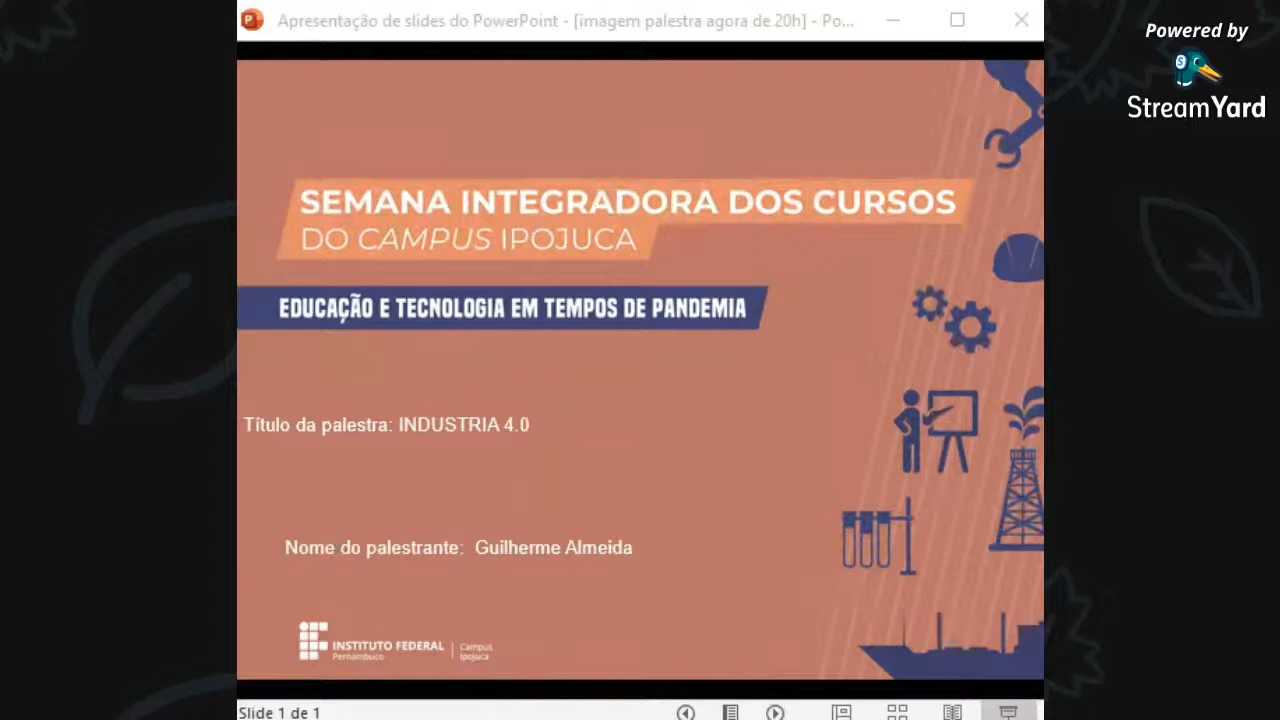 Apresentação de slides do PowerPoint - [imagem palestra agora de 20h] - Po...
Powered by
StreamYard
SEMANA INTEGRADORA DOS CURSOS
DO CAMPUS IPOJUCA
EDUCAÇÃO E TECNOLOGIA EM TEMPOS DE PANDEMIA
Título da palestra: INDUSTRIA 4.0
Nome do palestrante: Guilherme Almeida
INSTITUTO FEDERAL
Pernambuco
Campus
Ipojuca
Slide 1 de 1